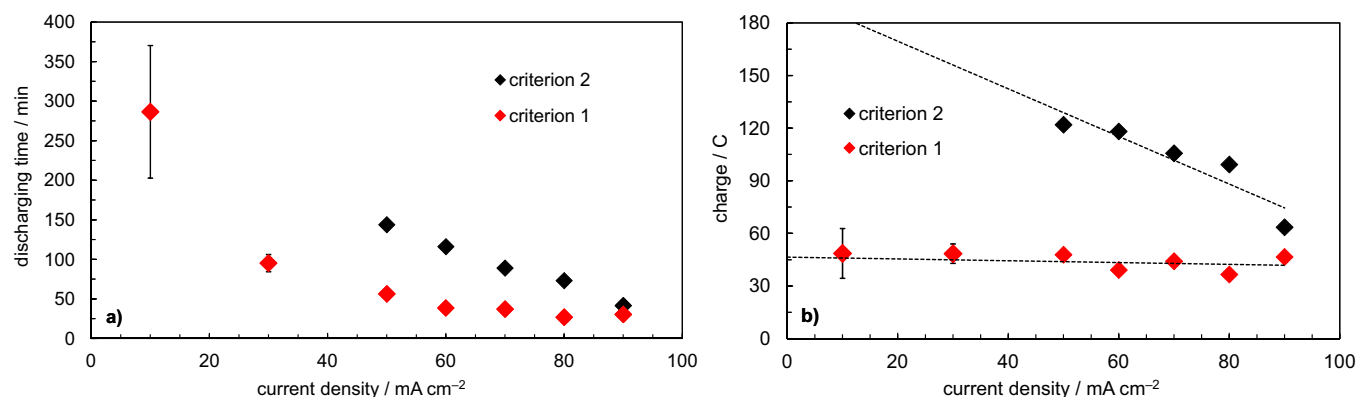 400
350
300
250
200
150
100
50
0
discharging time / min
criterion 2
criterion 1
a)
0 20 40 60 80 100
current density / mA cm⁻²
180
150
120
90
60
30
0
charge / C
criterion 2
criterion 1
b)
0 20 40 60 80 100
current density / mA cm⁻²